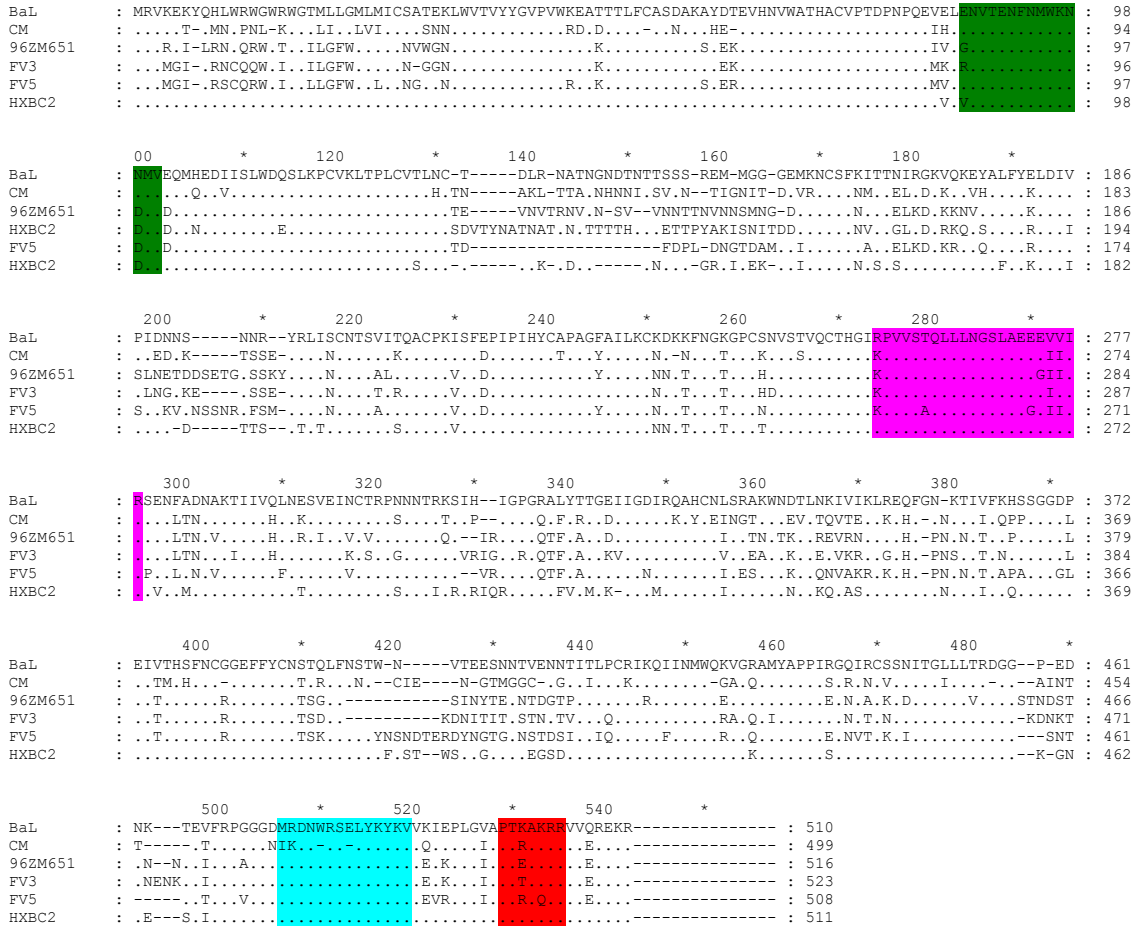 BaL : MRVKEKYQHLWRWGWRWGTMLLGMLMICSATEKLWVTVYYGVPVWKEATTTLFCASDAKAYDTEVHNVWATHACVPTDPNPQEVELENVTENFNMWKN : 98
CM : .....T-.MN.PNL-K...LI..LVI....SNN............RD.D....-..N..HE-....................IH.............. : 94
96ZM651 : ...R.I-LRN.QRW.T...ILGFW....NVWGN............K..........S.EK......................IV.G............ : 97
FV3 : ...MGI-.RNCQQW.I...ILGFW....N-GGN............K..........S.EK......................MK.R............ : 96
FV5 : ...MGI-.RSCQRW.I..LLGFW..L..NG..N............R..K.......S.ER......................MV.............. : 97
HXBC2 : ....................................................................................V.V............ : 98
00 * 120 * 140 * 160 * 180 *
BaL : NMVEQMHEDIISLWDQSLKPCVKLTPLCVTLNC-T-----DLR-NATNGNDTNTTSSS-REM-MGG-GEMKNCSFKITTNIRGKVQKEYALFYELDIV : 186
CM : ......Q..V.....................H.TN-----AKL-TTA.NHNNI.SV.N--TIGNIT-D.VR....NM..EL.D.K..VH....K.... : 183
96ZM651 : D..D.............................TE-----VNVTRNV.N-SV--VNNTTNVNNSMNG-D......N...ELKD.KKNV.....K.... : 186
HXBC2 : D..D..N........E.................SDVTYNATNAT.N.TTTTH...ETTPYAKISNITDD......NV..GL.D.RKQ.S....R...I : 194
FV5 : D..D.............................TD------------------FDPL-DNGTDAM..I.....A..ELKD.KR..Q....R.... : 174
HXBC2 : D............................S...-.-----.K-.D......--...N...-GR.I.EK-..I....N.S.S........F..K...I : 182
200 * 220 * 240 * 260 * 280 *
BaL : PIDNNS-----NNR--YRLISCNTSVITQACPKISFEPIPIHYCAPAGFAILKCKDKKFNGKGPCSNVSTVQCTHGIRPVVSTQLLLNGSLAEEEVVI : 277
CM : ..ED.K-----TSSE-.....N......K........D.......T...Y.....N.-N...T...K...S.......K.................II. : 274
96ZM651 : SLNETDDSETG.SSKY.....N....AL......V..D...........Y.....NN.T...T..H............K................GII. : 284
FV3 : .LNG.KE-----SSE-.....N....T.R.....V..D.................N..T...T...HD..........K.................I.. : 287
FV5 : S..KV.NSSNR.FSM-.....N....A.......V..D...........Y.....N..T...T...N...........K....A..........G.II. : 271
HXBC2 : ....-D-----TTS--.T.T.......S.....V.....................NN.T...T...T................................ : 272
300 * 320 * 340 * 360 * 380 *
BaL : RSENFADNAKTIIVQLNESVEINCTRPNNNTRKSIH--IGPGRALYTTGEIIGDIRQAHCNLSRAKWNDTLNKIVIKLREQFGN-KTIVFKHSSGGDP : 372
CM : ....LTN.......H..K.........S....T..P--....Q.F.R..D......K.Y.EINGT...EV.TQVTE..K.H.-.N...I.QPP....L : 369
96ZM651 : ....LTN.V.....H..R.I..V.V.......Q..-IR....QTF.A..D..........I..TN.TK..REVRN...H.-PN.N.T..P.....L : 379
FV3 : ....LTN...I...H.......K.S..G......VRIG..R.QTF.A..KV........V..EA..K..E.VKR..G.H.-PNS..T.N......L : 384
FV5 : .P..L.N.V.....F......V...........--VR....QTF.A.....N......I..ES...K..QNVAKR.K.H.-PN.N.T.APA...GL : 366
HXBC2 : ..V..M...........T........S....I.R.RIQR.....FV.M.K-....M......I......N..KQ.AS.......N....I..Q.....  : 369
400 * 420 * 440 * 460 * 480 *
BaL : EIVTHSFNCGGEFFYCNSTQLFNSTW-N-----VTEESNNTVENNTITLPCRIKQIINMWQKVGRAMYAPPIRGQIRCSSNITGLLLTRDGG--P-ED : 461
CM : ..TM.H...-.......T.R....N.--CIE---N-GTMGGC-.G..I...K.........GA.Q.......S.R..N.V......I....-.-AINT : 454
96ZM651 : ..T......R.......TSG...-----------SINYTE.NTDGTP.......R.......E..........E.N.A.K.D......V....STNDST : 466
FV3 : ..T......R.......TSD...-----------KDNITIT.STN.TV...Q.........RA..Q.I.....N.T.N..............-KDNKT : 471
FV5 : ..T......R.......TSK....YNSNDTERDYNGTG.NSTDSI...IQ.....F.....R..Q.......E.NVT.K.I...........---SNT : 461
HXBC2 : .........................F.ST--WS..G....EGSD...................K.......S...................--K-GN : 462
500 * 520 * 540 *
BaL : NK---TEVFRPGGGDMRDNWRSELYKYKVVKIEPLGVAPTKAKRRVVQREKR--------------- : 510
CM : T-----.T......NIK...-..-.......Q.....I...R......E....--------------- : 499
96ZM651 : .N--N.I...A..................E.K...I...E......E....--------------- : 516
FV3 : .NENK.I......................E.K...I...T......E....--------------- : 523
FV5 : -----..T...V.................EVR...I...R.Q....E....--------------- : 508
HXBC2 : .E---S.I............................................--------------- : 511